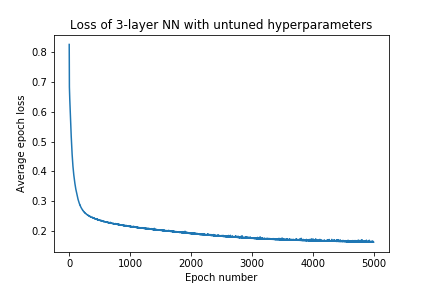 Loss of 3-layer NN with untuned hyperparameters
0.8
0.7
0.6
0.5
0.4
0.3
0.2
Average epoch loss
0 1000 2000 3000 4000 5000
Epoch number